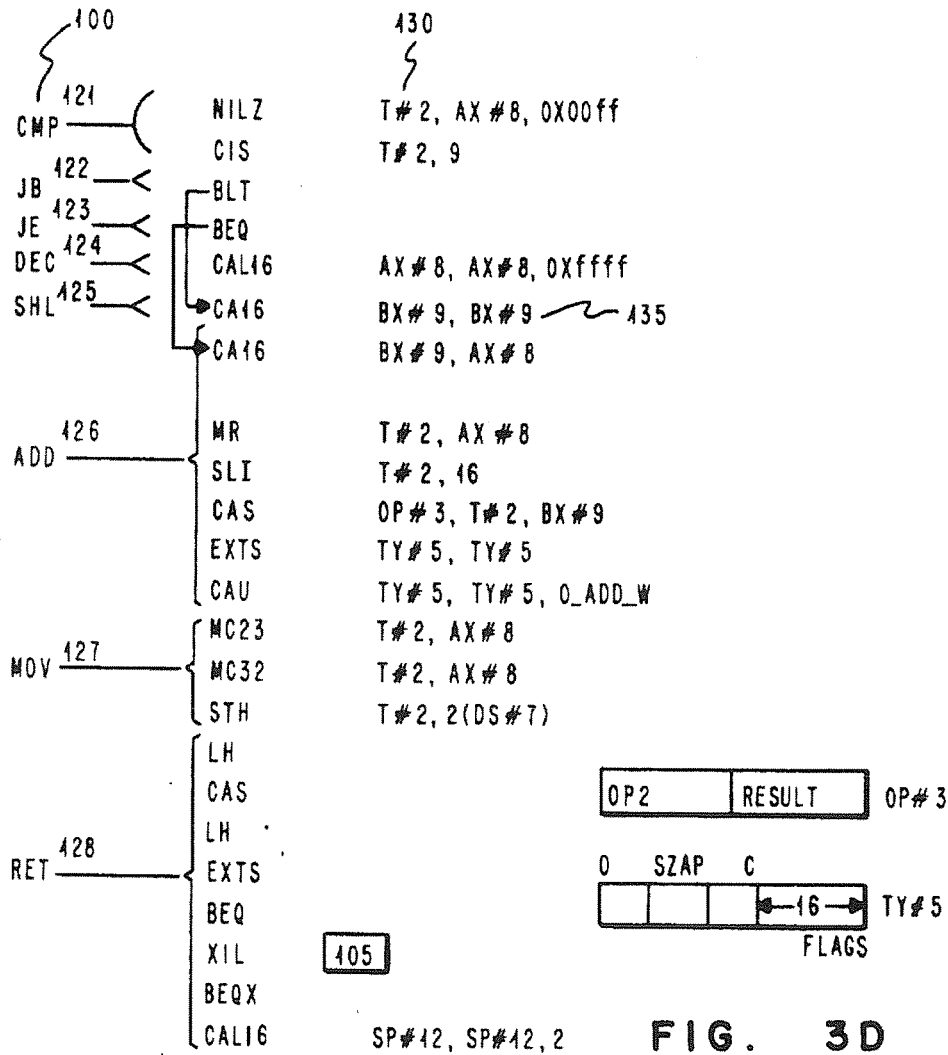 100 130
121
CMP NILZ T#2, AX#8, 0X00ff
CIS T#2, 9
JB 122 BLT
JE 123 BEQ
DEC 124 CAL16 AX#8, AX#8, 0Xffff
SHL 125 CA16 BX#9, BX#9 135
CA16 BX#9, AX#8
MR T#2, AX#8
ADD 126 SLI T#2, 16
CAS OP#3, T#2, BX#9
EXTS TY#5, TY#5
CAU TY#5, TY#5, O_ADD_W
MC23 T#2, AX#8
MOV 127 MC32 T#2, AX#8
STH T#2, 2(DS#7)
LH
CAS OP2 RESULT OP#3
LH
RET 128 EXTS O SZAP C
BEQ 16 TY#5
FLAGS
XIL 105
BEQX
CAL16 SP#12, SP#12, 2 FIG. 3D